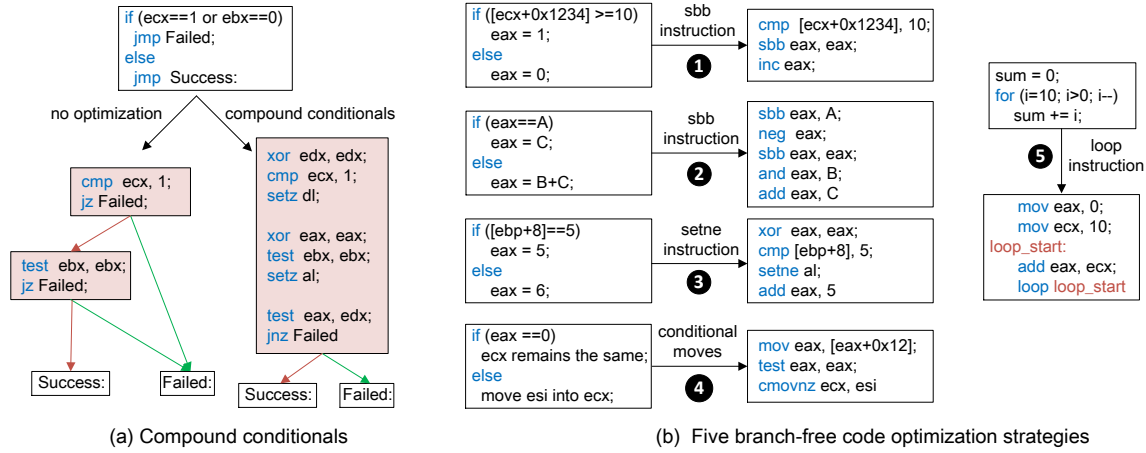 if (ecx==1 or ebx==0)
jmp Failed;
else
jmp Success:
no optimization
compound conditionals
cmp ecx, 1;
jz Failed;
test ebx, ebx;
jz Failed;
Success:
Failed:
xor edx, edx;
cmp ecx, 1;
setz dl;
xor eax, eax;
test ebx, ebx;
setz al;
test eax, edx;
jnz Failed
Success:
Failed:
(a) Compound conditionals
if ([ecx+0x1234] >=10)
eax = 1;
else
eax = 0;
sbb
instruction
1
cmp [ecx+0x1234], 10;
sbb eax, eax;
inc eax;
if (eax==A)
eax = C;
else
eax = B+C;
sbb
instruction
2
sbb eax, A;
neg eax;
sbb eax, eax;
and eax, B;
add eax, C
if ([ebp+8]==5)
eax = 5;
else
eax = 6;
setne
instruction
3
xor eax, eax;
cmp [ebp+8], 5;
setne al;
add eax, 5
if (eax ==0)
ecx remains the same;
else
move esi into ecx;
conditional
moves
4
mov eax, [eax+0x12];
test eax, eax;
cmovnz ecx, esi
sum = 0;
for (i=10; i>0; i--)
sum += i;
5
loop
instruction
mov eax, 0;
mov ecx, 10;
loop_start:
add eax, ecx;
loop loop_start
(b) Five branch-free code optimization strategies